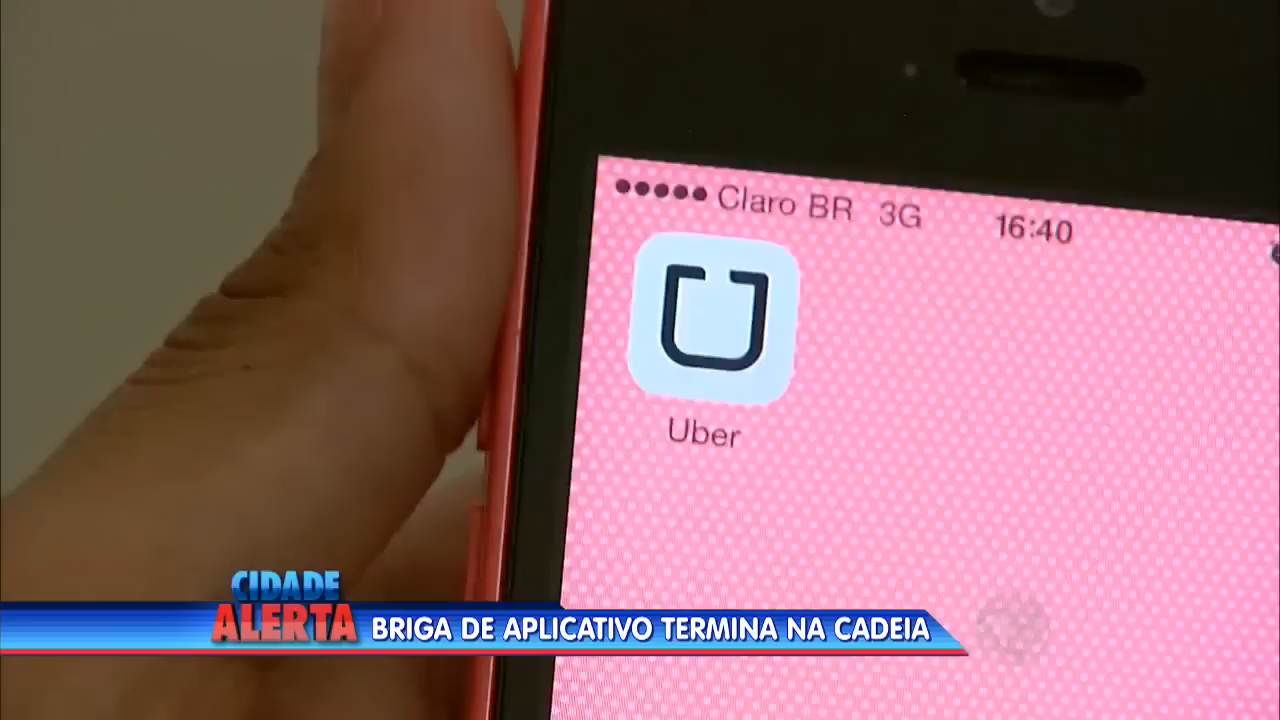 Claro BR 3G 16:40
Uber
CIDADE
ALERTA
BRIGA DE APLICATIVO TERMINA NA CADEIA